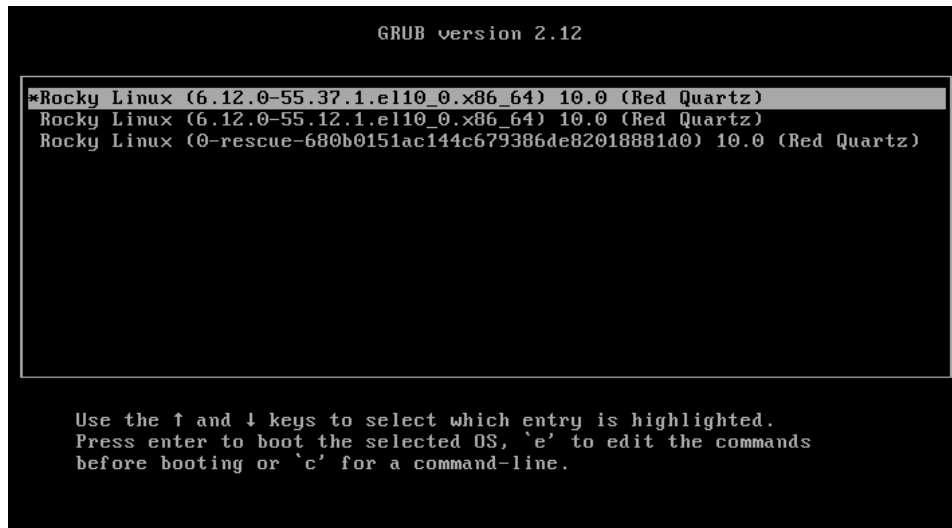 GRUB version 2.12
*Rocky Linux (6.12.0-55.37.1.el10_0.x86_64) 10.0 (Red Quartz)
Rocky Linux (6.12.0-55.12.1.el10_0.x86_64) 10.0 (Red Quartz)
Rocky Linux (0-rescue-680b0151ac144c679386de82018881d0) 10.0 (Red Quartz)
Use the ↑ and ↓ keys to select which entry is highlighted.
Press enter to boot the selected OS, `e' to edit the commands
before booting or `c' for a command-line.